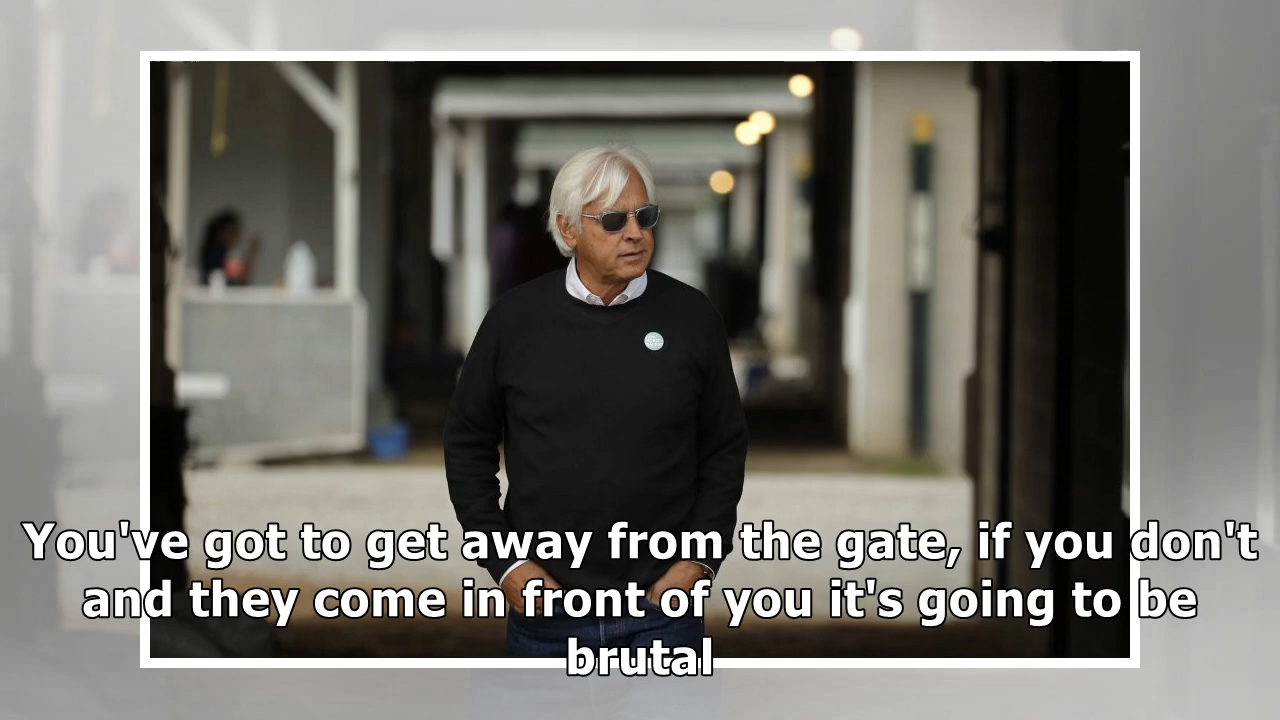 You've got to get away from the gate, if you don't
and they come in front of you it's going to be
brutal